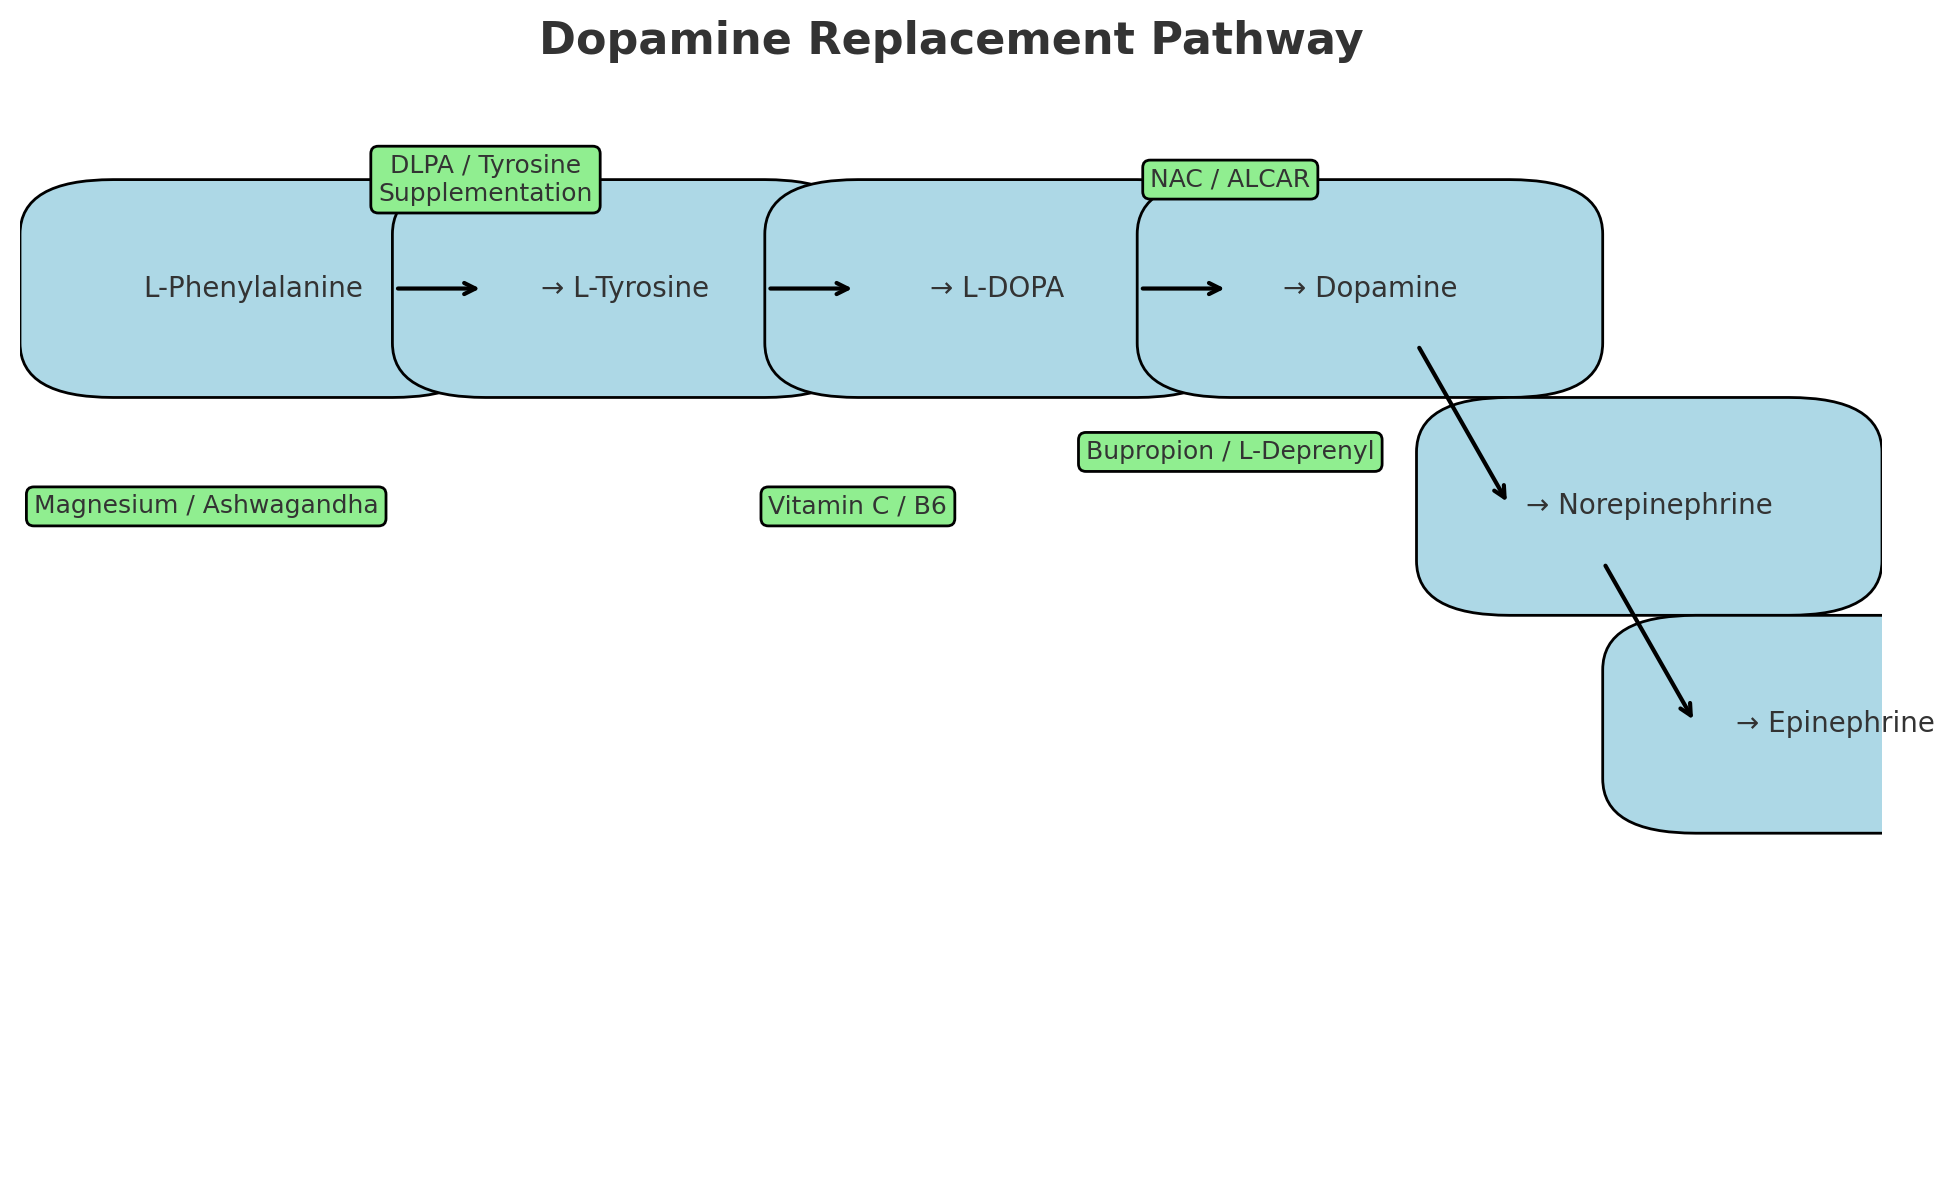 Dopamine Replacement Pathway
DLPA / Tyrosine
Supplementation
NAC / ALCAR
L-Phenylalanine
→ L-Tyrosine
→ L-DOPA
→ Dopamine
Bupropion / L-Deprenyl
Magnesium / Ashwagandha
Vitamin C / B6
→ Norepinephrine
→ Epinephrine